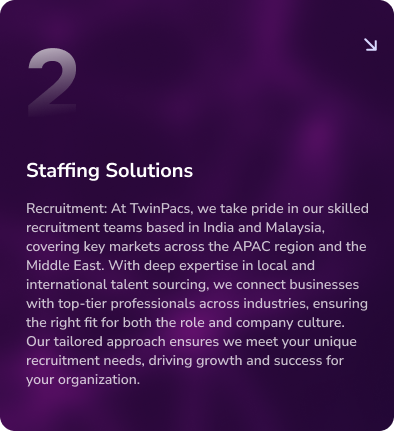 2
Staffing Solutions
Recruitment: At TwinPacs, we take pride in our skilled
recruitment teams based in India and Malaysia,
covering key markets across the APAC region and the
Middle East. With deep expertise in local and
international talent sourcing, we connect businesses
with top-tier professionals across industries, ensuring
the right fit for both the role and company culture.
Our tailored approach ensures we meet your unique
recruitment needs, driving growth and success for
your organization.